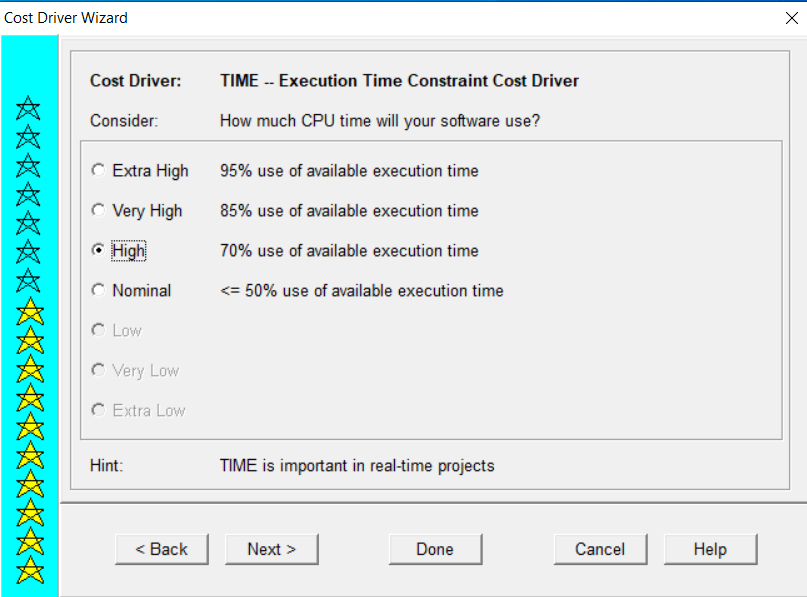 Cost Driver Wizard
Cost Driver: TIME -- Execution Time Constraint Cost Driver
Consider: How much CPU time will your software use?
Extra High 95% use of available execution time
Very High 85% use of available execution time
High 70% use of available execution time
Nominal <= 50% use of available execution time
Low
Very Low
Extra Low
Hint: TIME is important in real-time projects
< Back Next > Done Cancel Help